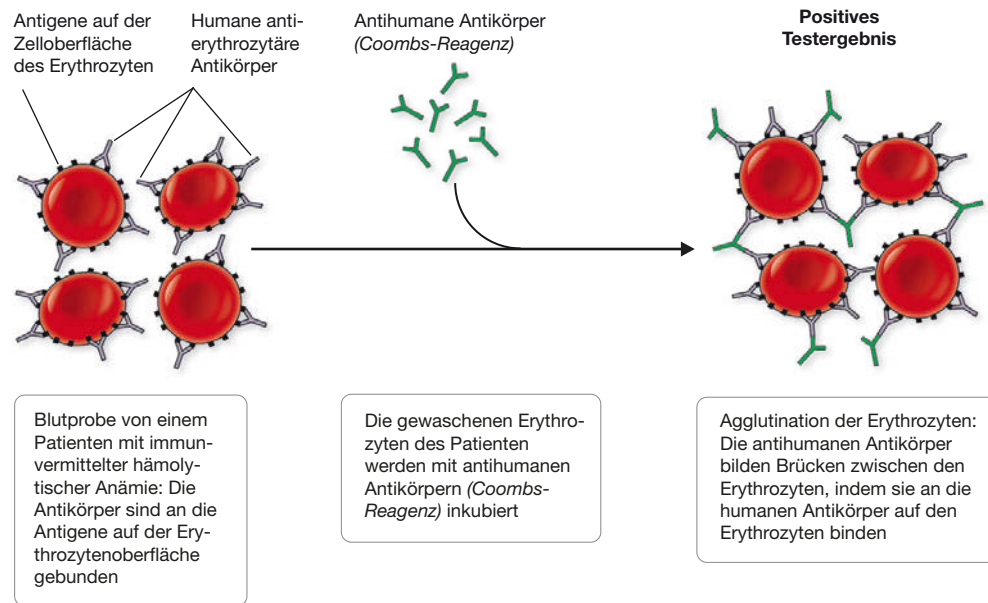 Antigene auf der
Zelloberfläche
des Erythrozyten
Humane anti-
erythrozytäre
Antikörper
Antihumane Antikörper
(Coombs-Reagenz)
Positives
Testergebnis
Blutprobe von einem
Patienten mit immun-
vermittelter hämoly-
tischer Anämie: Die
Antikörper sind an die
Antigene auf der Ery-
throzytenoberfläche
gebunden
Die gewaschenen Erythro-
zyten des Patienten
werden mit antihumanen
Antikörpern (Coombs-
Reagenz) inkubiert
Agglutination der Erythrozyten:
Die antihumanen Antikörper
bilden Brücken zwischen den
Erythrozyten, indem sie an die
humanen Antikörper auf den
Erythrozyten binden